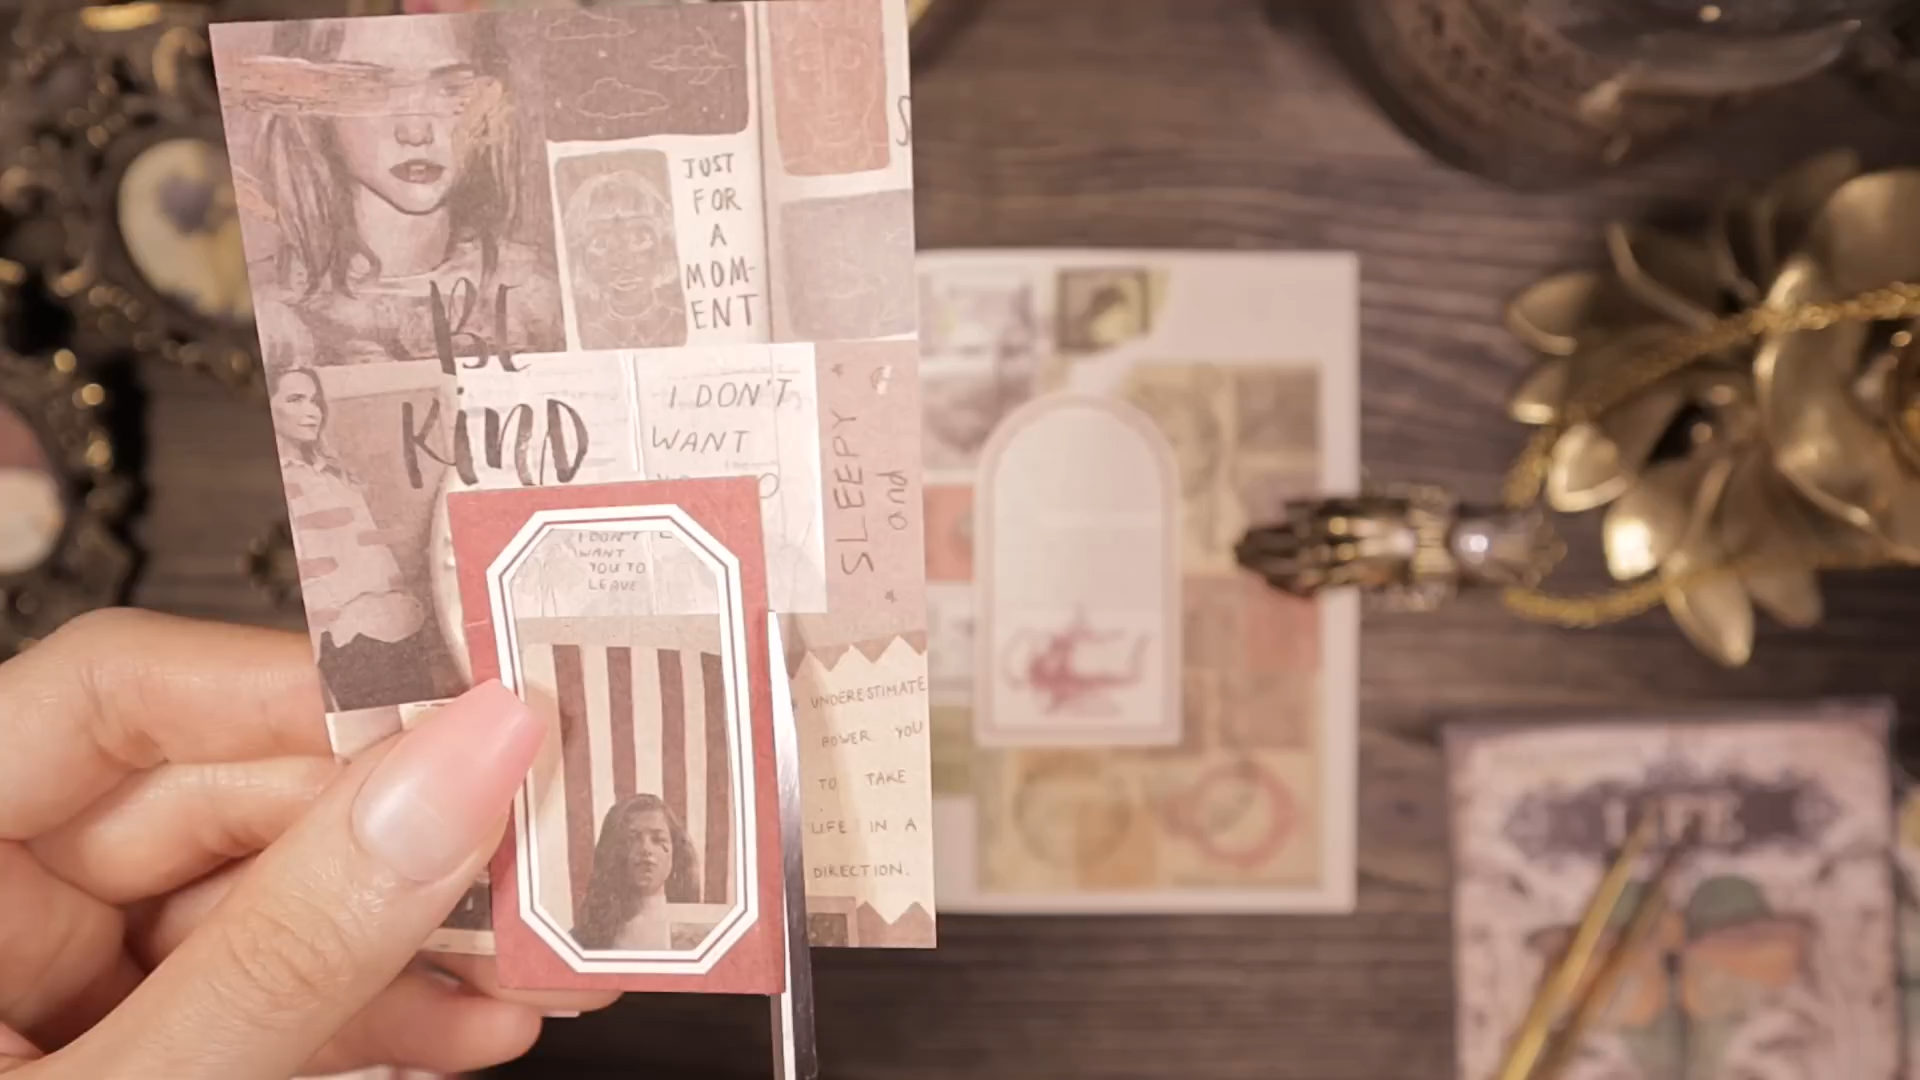 JUST
FOR
A
MOM-
ENT
BE
KIND
I DON'T
WANT
SLEEPY
and
I DON'T
WANT
YOU TO
LEAVE
UNDERESTIMATE
POWER YOU
TO TAKE
LIFE IN A
DIRECTION.
LIFE